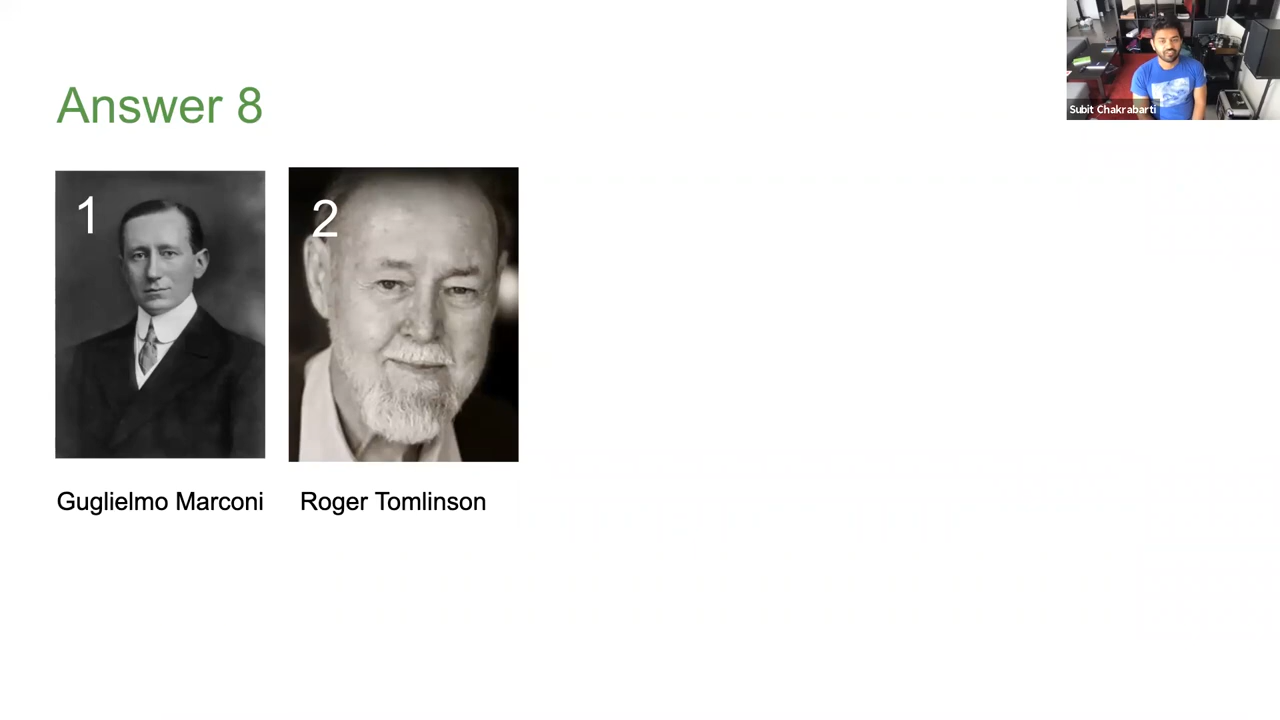 Answer 8
Subit Chakrabarti
1
2
Guglielmo Marconi
Roger Tomlinson